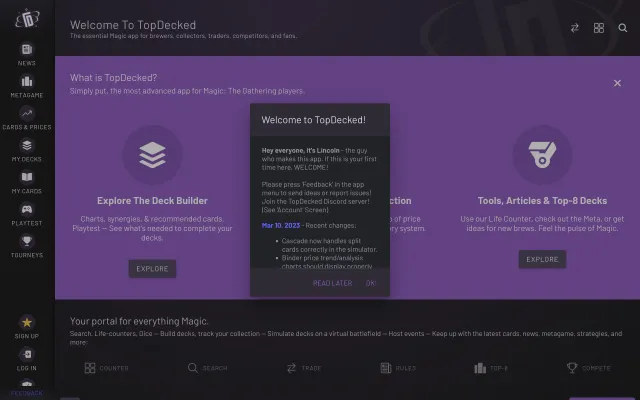 Welcome To TopDecked
The essential Magic app for brewers, collectors, traders, competitors, and fans.
NEWS
METAGAME
CARDS & PRICES
MY DECKS
MY CARDS
PLAYTEST
TOURNEYS
SIGN UP
LOG IN
FEEDBACK
What is TopDecked?
Simply put, the most advanced app for Magic: The Gathering players.
Explore The Deck Builder
Charts, synergies, & recommended cards.
Playtest — See what's needed to complete your
decks.
EXPLORE
Welcome to TopDecked!
Hey everyone, it's Lincoln - the guy
who makes this app. If this is your first
time here, WELCOME!
Please press 'Feedback' in the app
menu to send ideas or report issues!
Join the TopDecked Discord server!
(See 'Account' Screen)
Mar 10, 2023 - Recent changes:
Cascade now handles split
cards correctly in the simulator.
Binder price trend/analysis
charts should display properly
READ LATER
OK!
ction
of price
ry system.
Tools, Articles & Top-8 Decks
Use our Life Counter, check out the Meta, or get
ideas for new brews. Feel the pulse of Magic.
EXPLORE
Your portal for everything Magic.
Search, Life-counters, Dice — Build decks, track your collection — Simulate decks on a virtual battlefield — Host events — Keep up with the latest cards, news, metagame, strategies, and
more:
COUNTER
SEARCH
TRADE
RULES
TOP-8
COMPETE